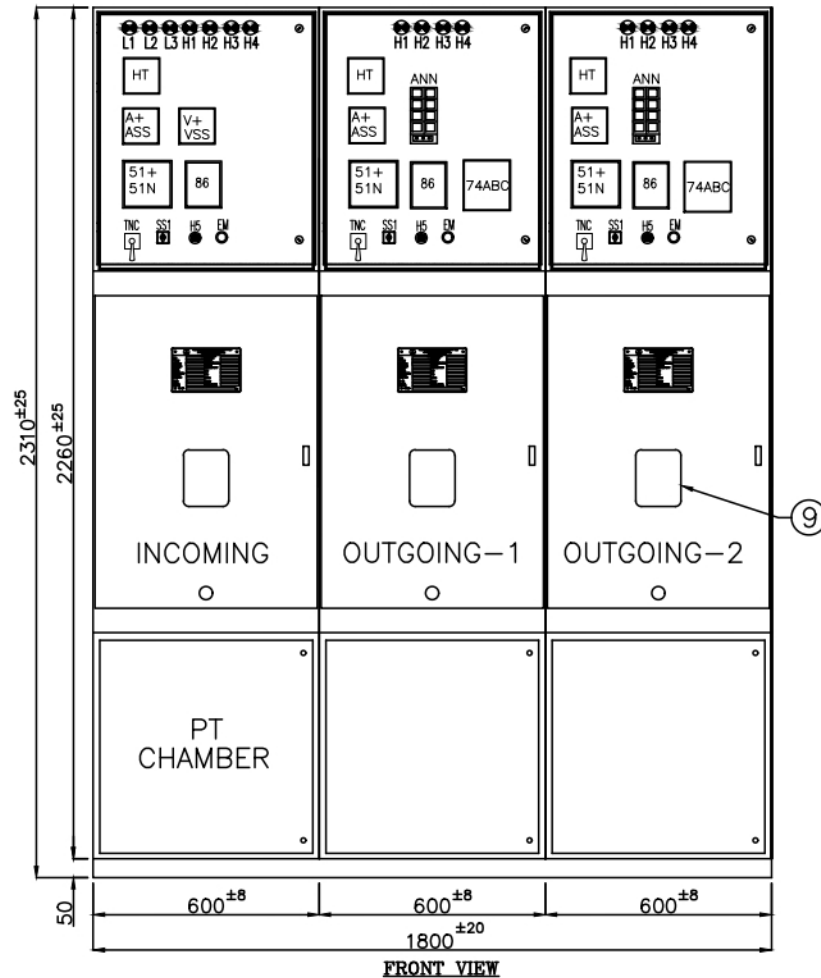 L1 L2 L3 H1 H2 H3 H4
HT
A+
ASS
V+
VSS
51+
51N
86
TNC SS1 H5 EM
H1 H2 H3 H4
HT
ANN
A+
ASS
51+
51N
86
74ABC
TNC SS1 H5 EM
H1 H2 H3 H4
HT
ANN
A+
ASS
51+
51N
86
74ABC
TNC SS1 H5 EM
2310±25
2260±25
9
INCOMING
OUTGOING-1
OUTGOING-2
PT
CHAMBER
50
600±8
600±8
600±8
1800±20
FRONT VIEW